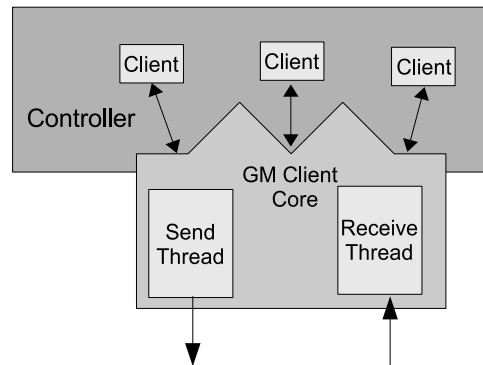 Client
Client
Client
Controller
GM Client
Core
Send
Thread
Receive
Thread